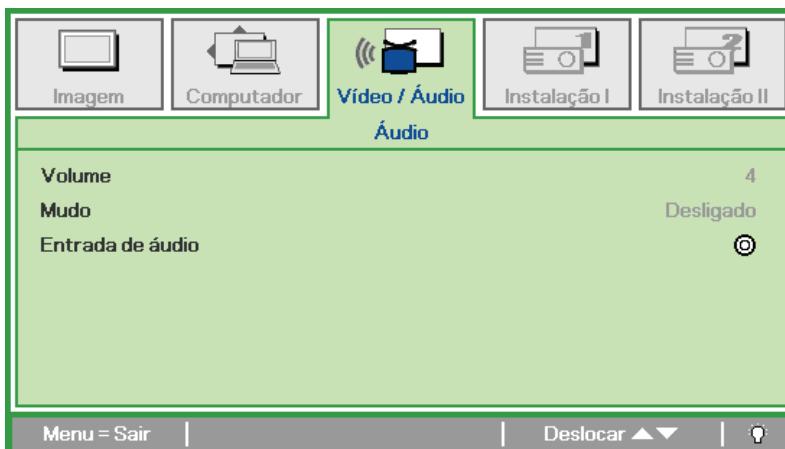 Imagem Computador Vídeo / Áudio Instalação I Instalação II
Áudio
Volume 4
Mudo Desligado
Entrada de áudio
Menu = Sair Deslocar